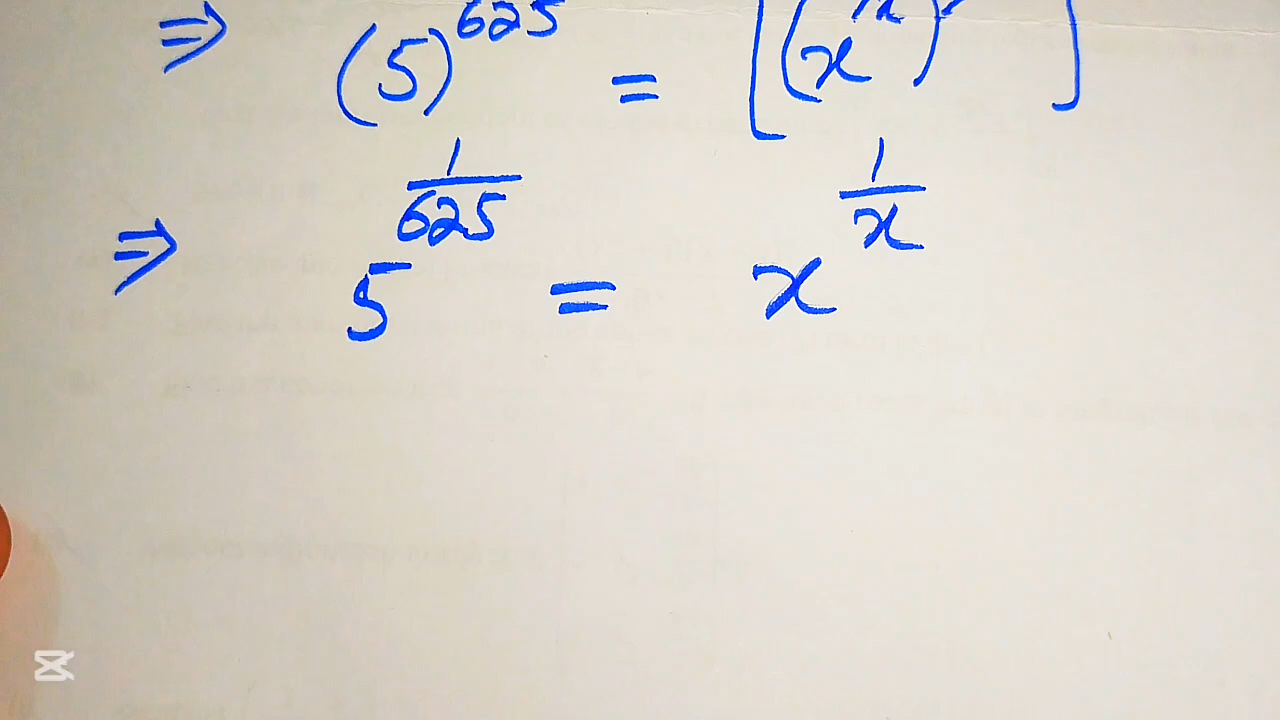 ⇒ (5)^625 = [(x^x)
⇒ 5^(1/625) = x^(1/x)